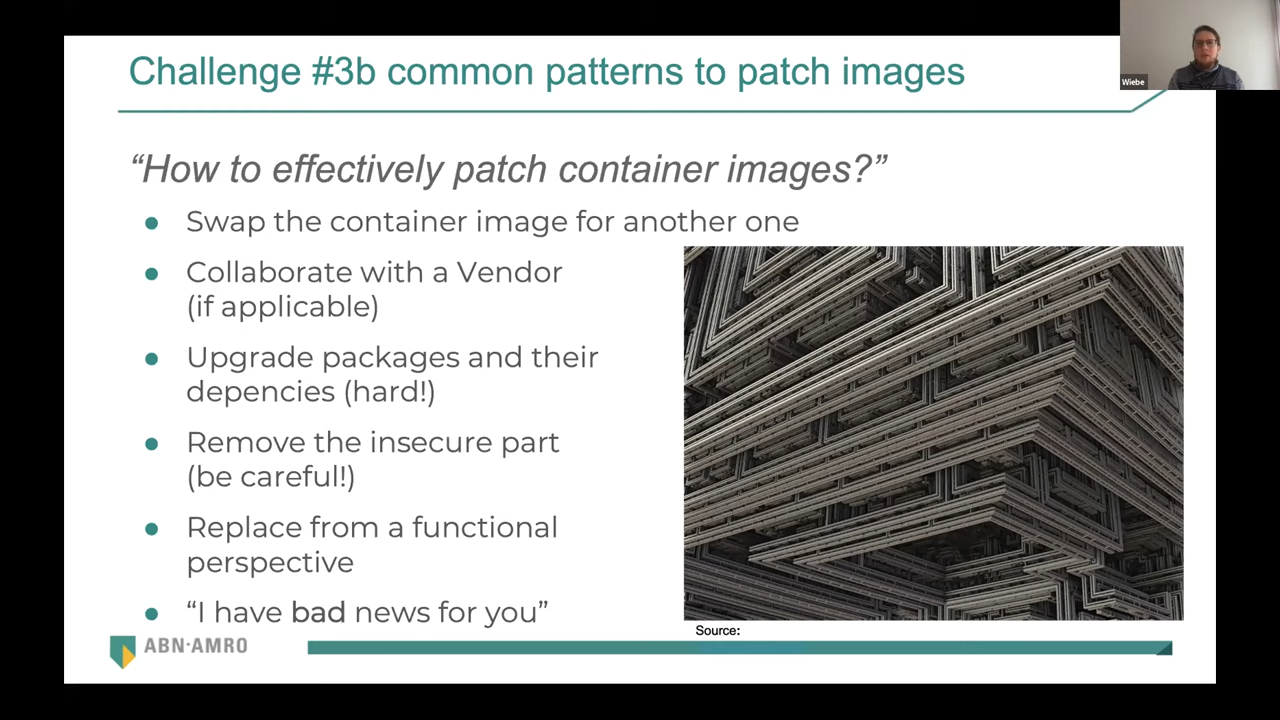 Challenge #3b common patterns to patch images
Wiebe
“How to effectively patch container images?”
● Swap the container image for another one
● Collaborate with a Vendor
(if applicable)
● Upgrade packages and their
depencies (hard!)
● Remove the insecure part
(be careful!)
● Replace from a functional
perspective
● “I have bad news for you”
Source:
ABN·AMRO